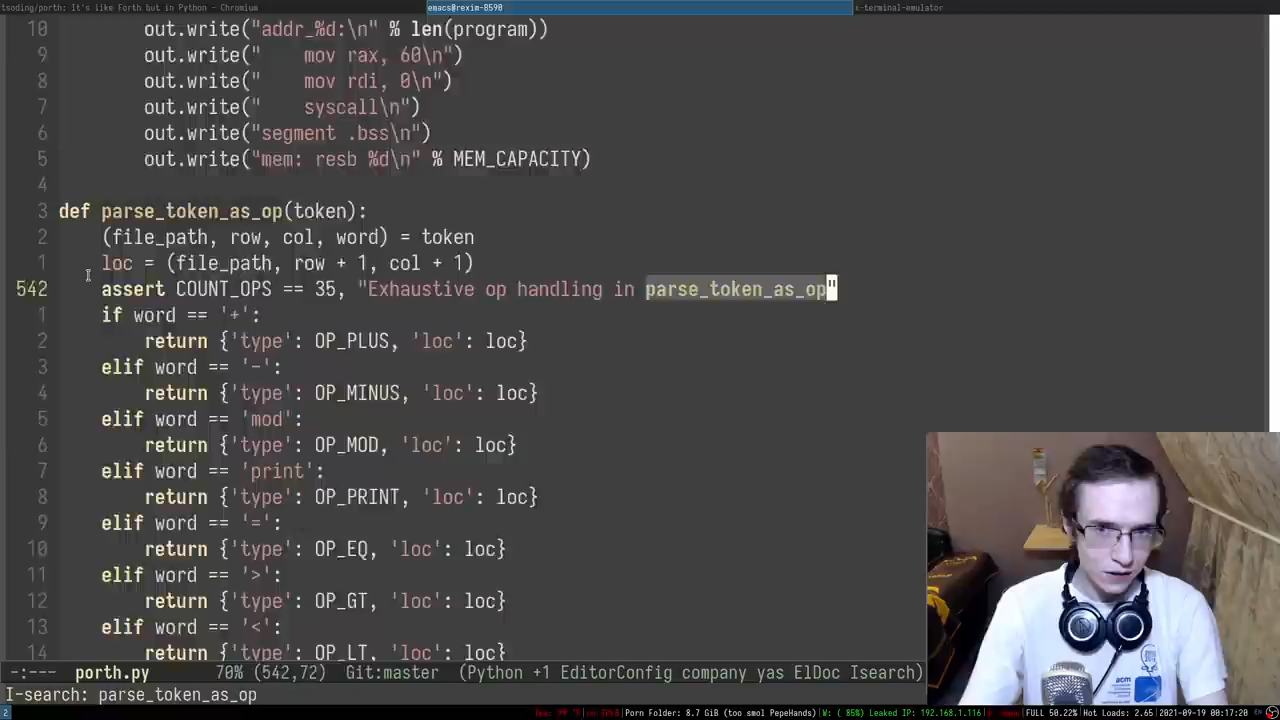 tsoding/porth: It's like Forth but in Python - Chromium
emacs@rexim-B590
x-terminal-emulator
10 out.write("addr_%d:\n" % len(program))
9 out.write("    mov rax, 60\n")
8 out.write("    mov rdi, 0\n")
7 out.write("    syscall\n")
6 out.write("segment .bss\n")
5 out.write("mem: resb %d\n" % MEM_CAPACITY)
4
3 def parse_token_as_op(token):
2 (file_path, row, col, word) = token
1 loc = (file_path, row + 1, col + 1)
542 assert COUNT_OPS == 35, "Exhaustive op handling in parse_token_as_op"
1 if word == '+':
2 return {'type': OP_PLUS, 'loc': loc}
3 elif word == '-':
4 return {'type': OP_MINUS, 'loc': loc}
5 elif word == 'mod':
6 return {'type': OP_MOD, 'loc': loc}
7 elif word == 'print':
8 return {'type': OP_PRINT, 'loc': loc}
9 elif word == '=':
10 return {'type': OP_EQ, 'loc': loc}
11 elif word == '>':
12 return {'type': OP_GT, 'loc': loc}
13 elif word == '<':
14 return {'type': OP_LT, 'loc': loc}
-:--- porth.py 70% (542,72) Git:master (Python +1 EditorConfig company yas ElDoc Isearch)
I-search: parse_token_as_op
2
Porn Folder: 8.7 GiB (too smol PepeHands) W: ( 85%) Leaked IP: 192.168.1.116 FULL 50.22% Hot Loads: 2.65 2021-09-19 00:17:20
acm